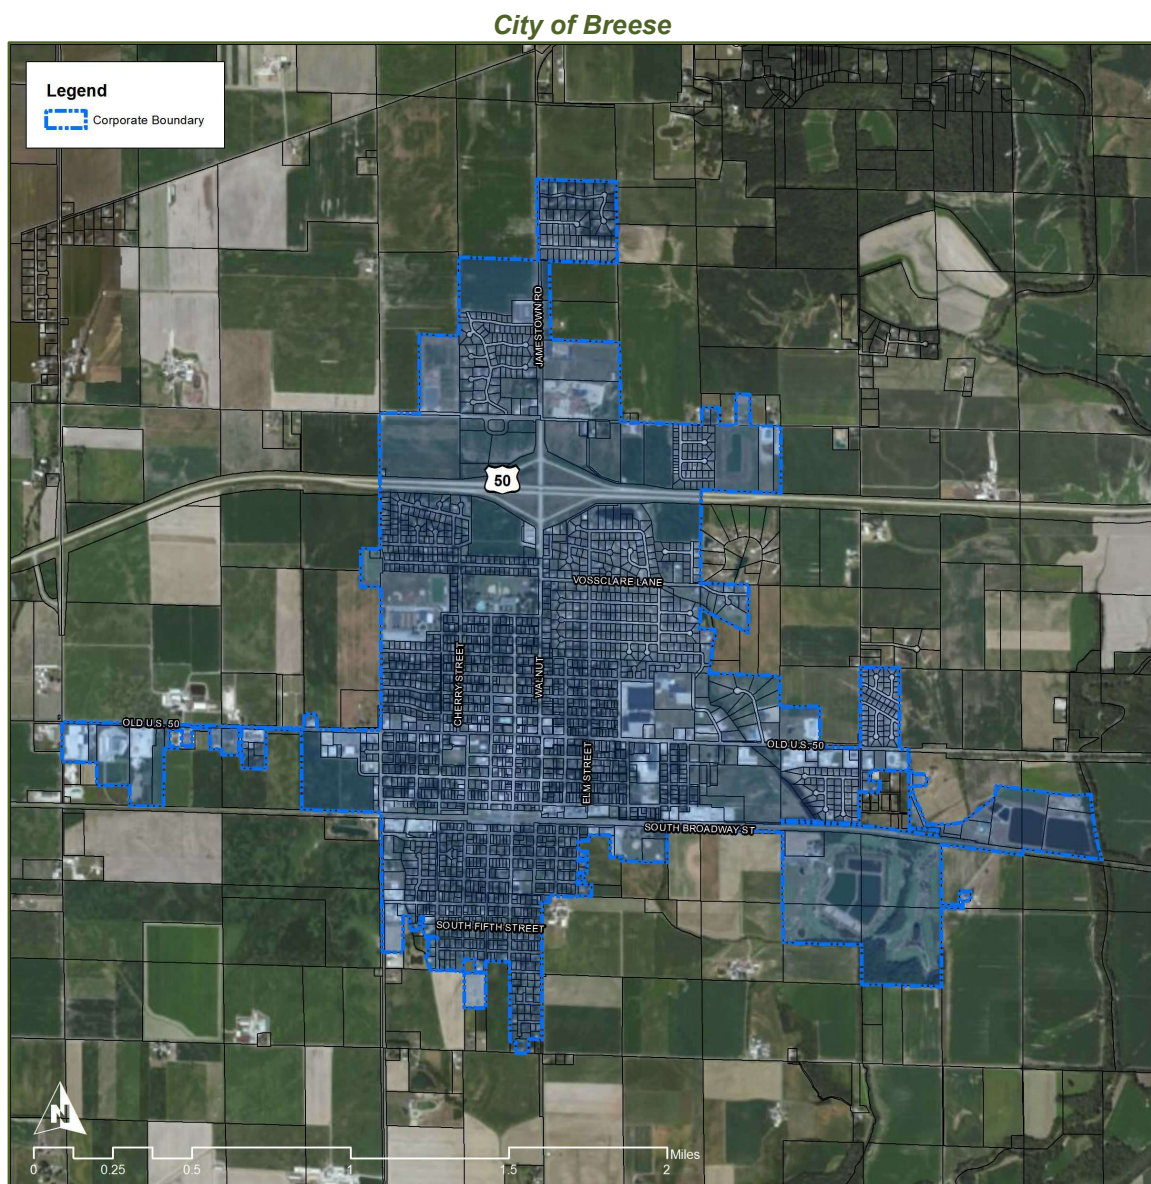 City of Breese
Legend
Corporate Boundary
JAMESTOWN RD
50
VOSSCLARE LANE
CHERRY STREET
WALNUT
OLD U.S. 50
OLD U.S. 50
ELM STREET
SOUTH BROADWAY ST
SOUTH FIFTH STREET
N
Miles
0 0.25 0.5 1 1.5 2